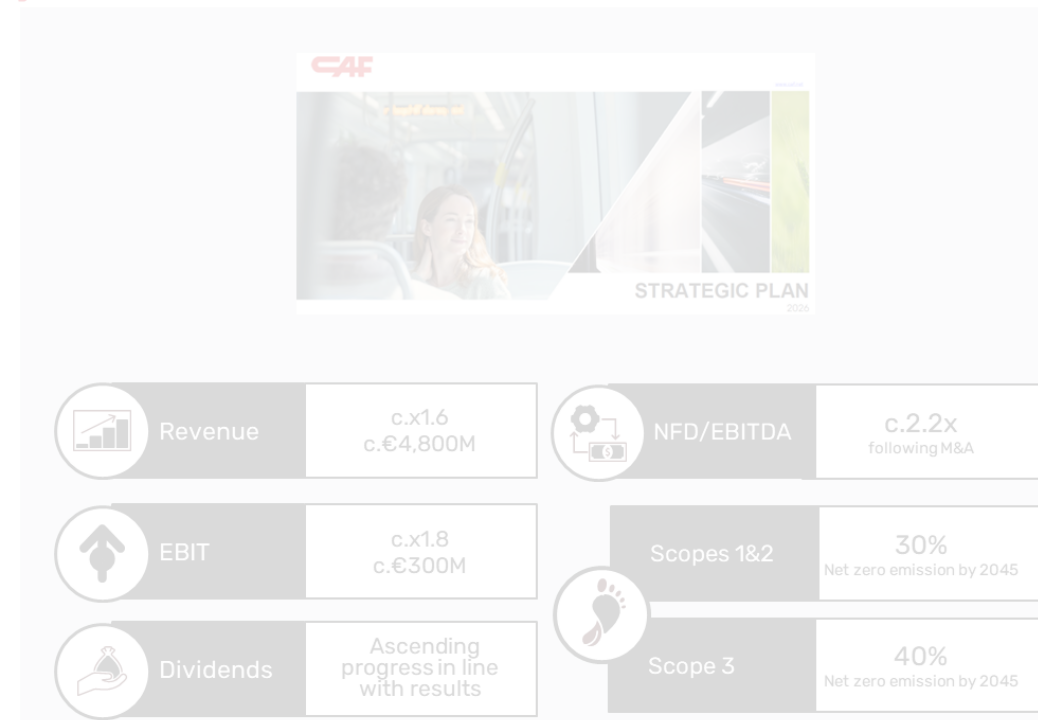 CAF
STRATEGIC PLAN
2026
Revenue
c.x1.6
c.€4,800M
NFD/EBITDA
c.2.2x
following M&A
EBIT
c.x1.8
c.€300M
Scopes 1&2
30%
Net zero emission by 2045
Dividends
Ascending
progress in line
with results
Scope 3
40%
Net zero emission by 2045